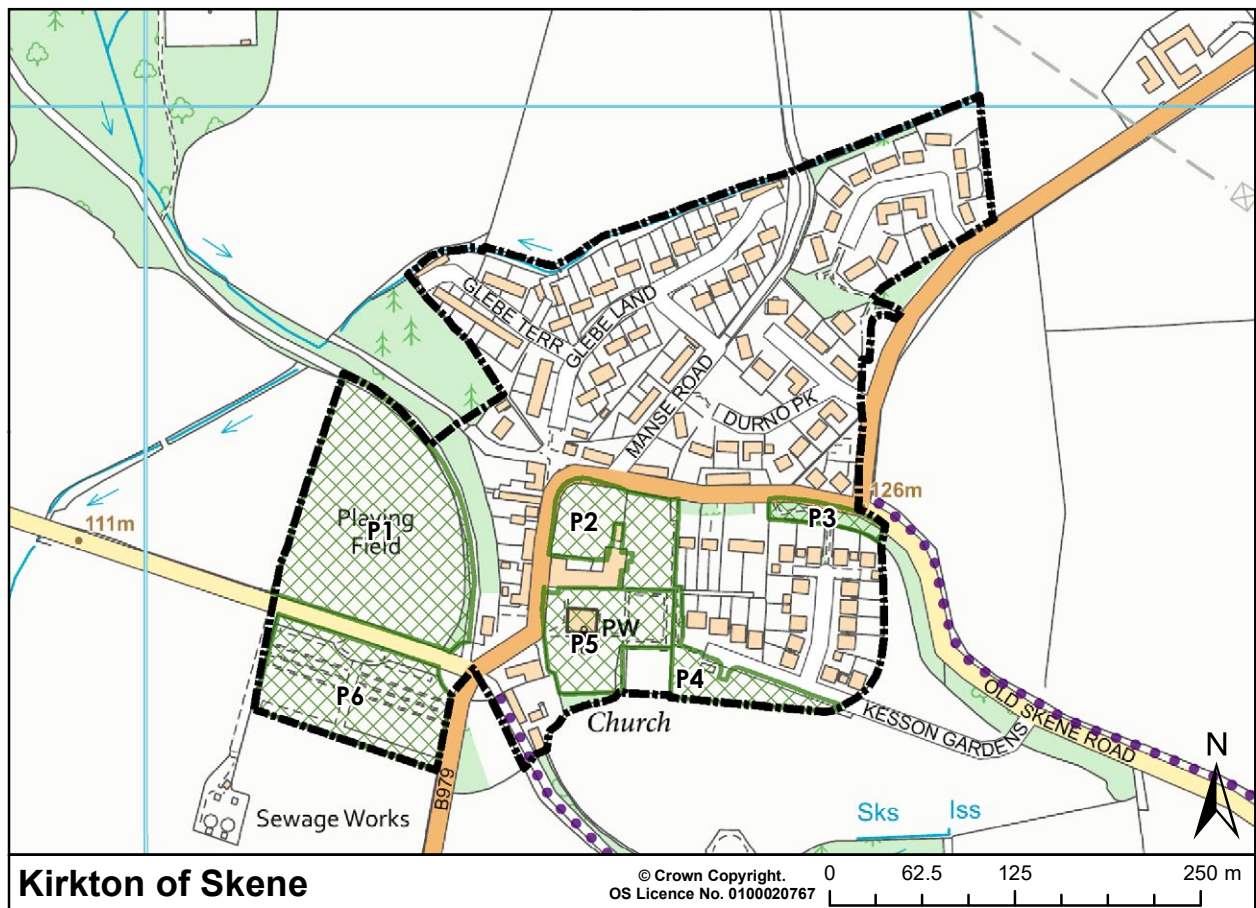 GLEBE TERR
GLEBE LAND
MANSE ROAD
DURNO PK
126m
111m
Playing
Field
P1
P2
P3
PW
P5
P4
P6
Church
KESSON GARDENS
OLD SKENE ROAD
B979
N
Sewage Works
Sks
Iss
Kirkton of Skene
© Crown Copyright.
OS Licence No. 0100020767
0 62.5 125 250 m